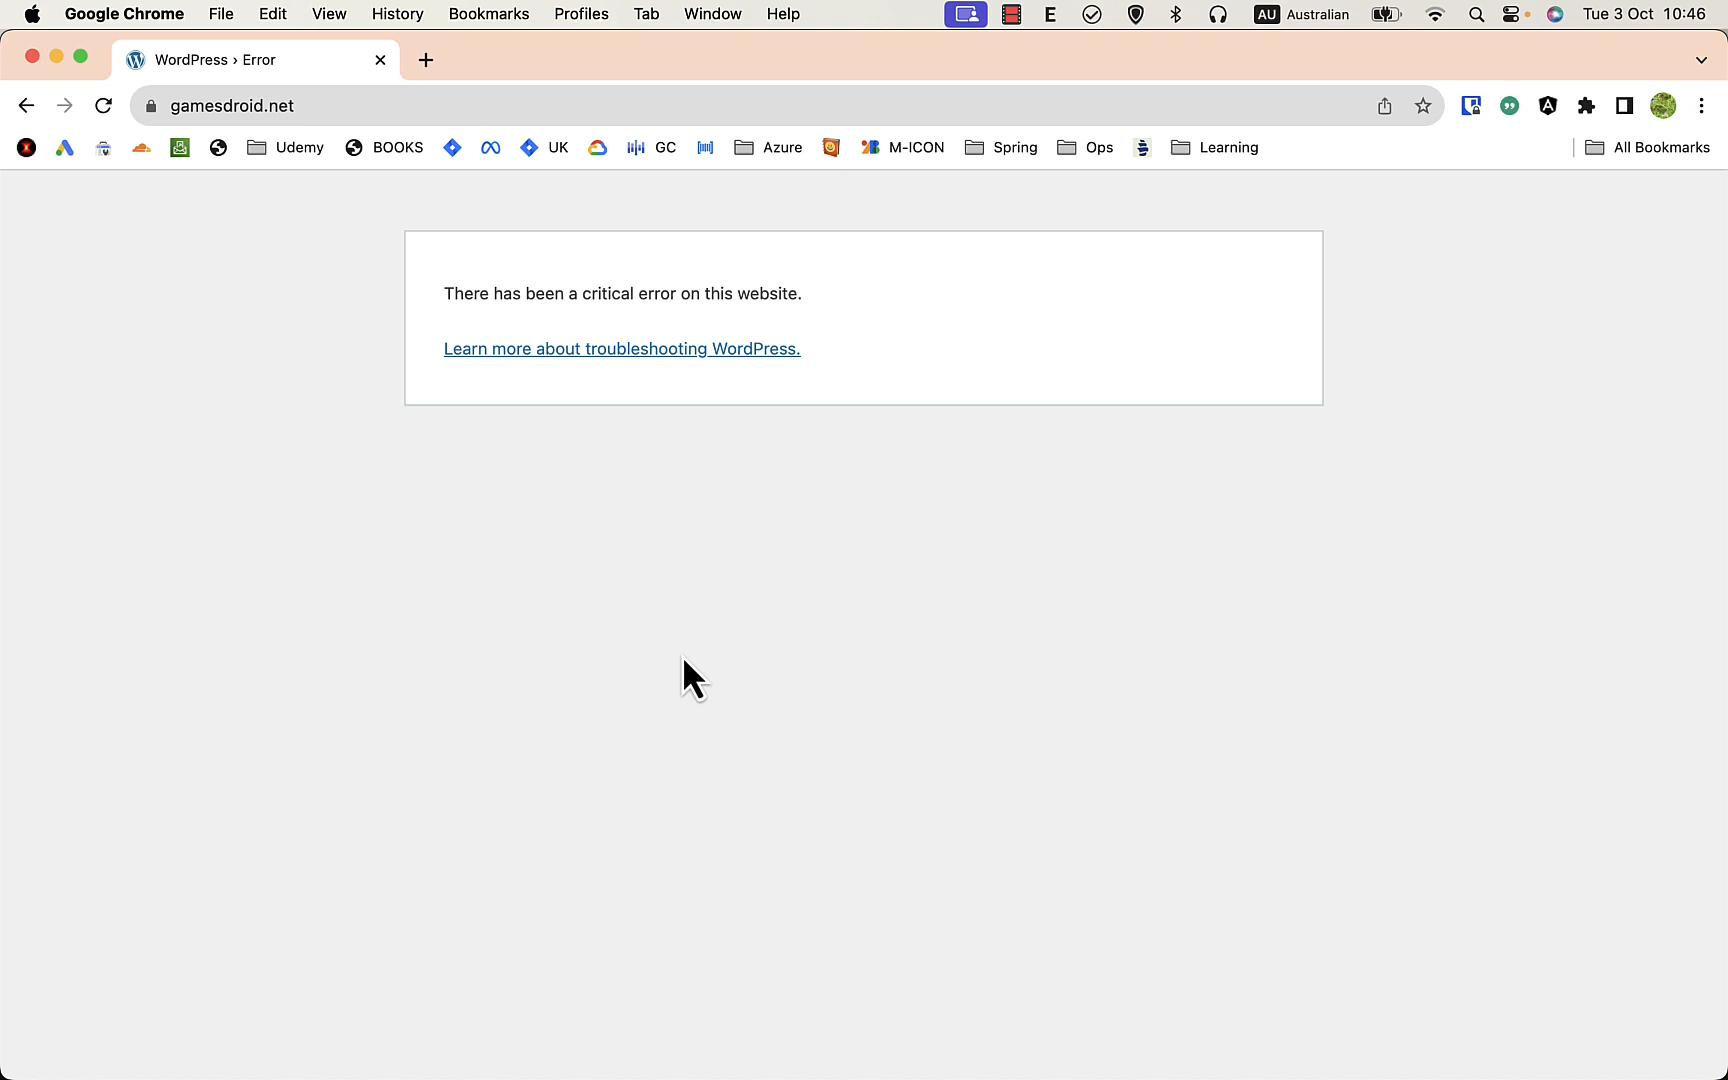 Google Chrome File Edit View History Bookmarks Profiles Tab Window Help E AU Australian Tue 3 Oct 10:46
WordPress › Error
gamesdroid.net
Udemy BOOKS UK GC Azure M-ICON Spring Ops Learning All Bookmarks
There has been a critical error on this website.
Learn more about troubleshooting WordPress.